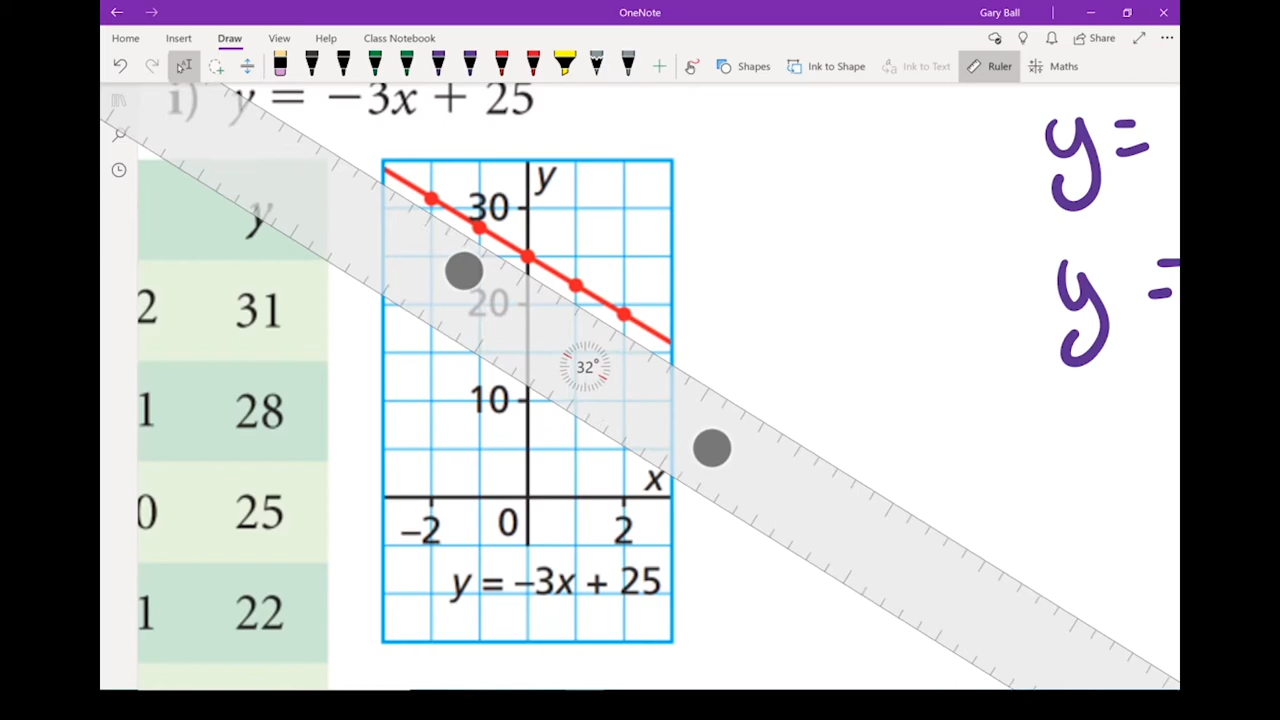 OneNote
Gary Ball
Home Insert Draw View Help Class Notebook
Share
Shapes Ink to Shape Ink to Text Ruler Maths
i) y = −3x + 25
y =
y =
y
2 31
1 28
0 25
1 22
y
30
20
10
x
−2 0 2
32°
y = −3x + 25